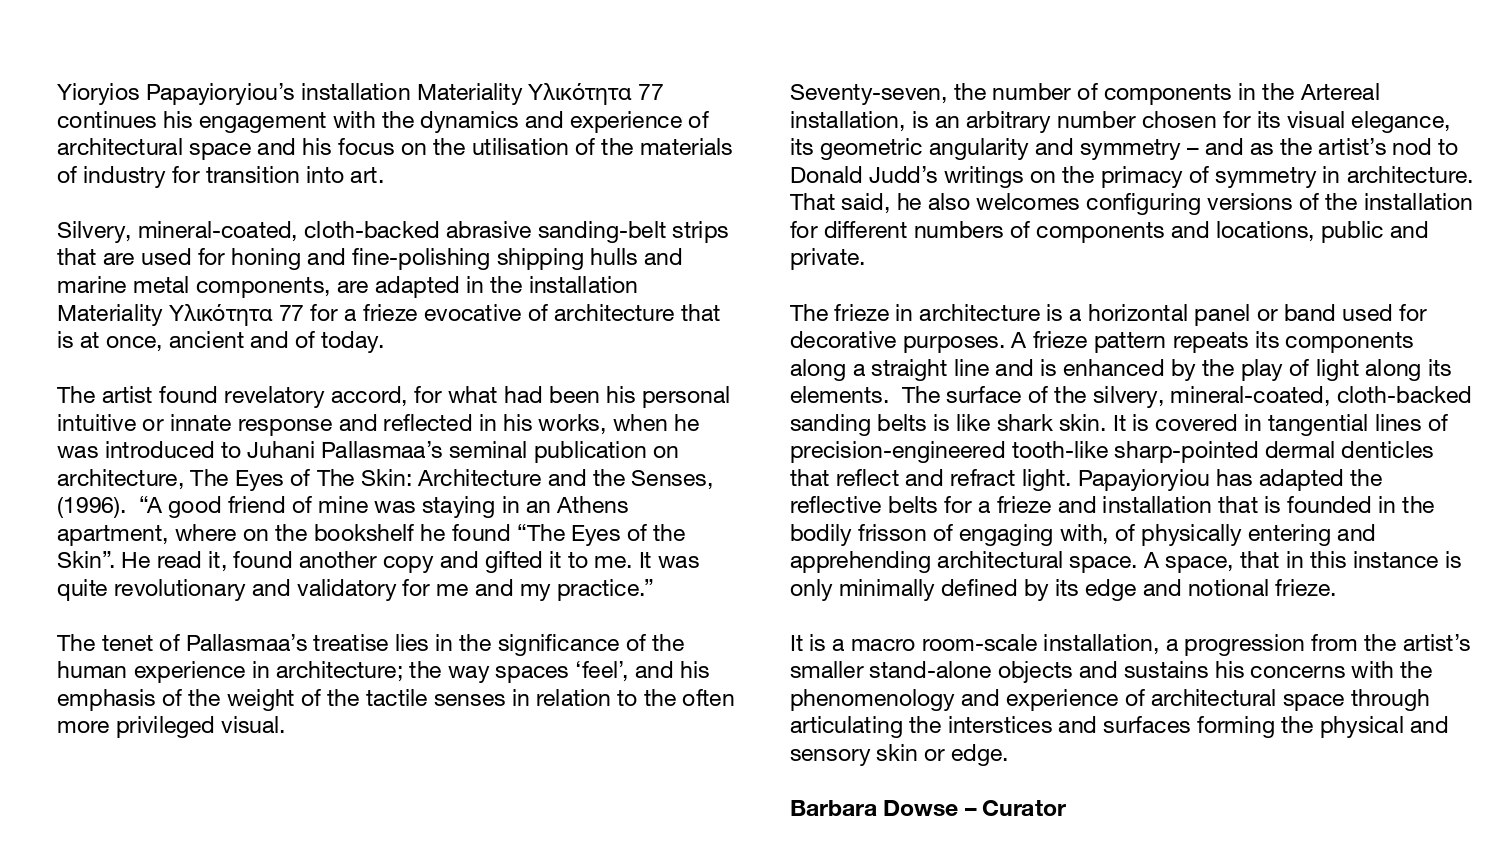 Yioryios Papayioryiou’s installation Materiality Υλικότητα 77
continues his engagement with the dynamics and experience of
architectural space and his focus on the utilisation of the materials
of industry for transition into art.
Silvery, mineral-coated, cloth-backed abrasive sanding-belt strips
that are used for honing and fine-polishing shipping hulls and
marine metal components, are adapted in the installation
Materiality Υλικότητα 77 for a frieze evocative of architecture that
is at once, ancient and of today.
The artist found revelatory accord, for what had been his personal
intuitive or innate response and reflected in his works, when he
was introduced to Juhani Pallasmaa’s seminal publication on
architecture, The Eyes of The Skin: Architecture and the Senses,
(1996).  “A good friend of mine was staying in an Athens
apartment, where on the bookshelf he found “The Eyes of the
Skin”. He read it, found another copy and gifted it to me. It was
quite revolutionary and validatory for me and my practice.”
The tenet of Pallasmaa’s treatise lies in the significance of the
human experience in architecture; the way spaces ‘feel’, and his
emphasis of the weight of the tactile senses in relation to the often
more privileged visual.
Seventy-seven, the number of components in the Artereal
installation, is an arbitrary number chosen for its visual elegance,
its geometric angularity and symmetry – and as the artist’s nod to
Donald Judd’s writings on the primacy of symmetry in architecture.
That said, he also welcomes configuring versions of the installation
for different numbers of components and locations, public and
private.
The frieze in architecture is a horizontal panel or band used for
decorative purposes. A frieze pattern repeats its components
along a straight line and is enhanced by the play of light along its
elements.  The surface of the silvery, mineral-coated, cloth-backed
sanding belts is like shark skin. It is covered in tangential lines of
precision-engineered tooth-like sharp-pointed dermal denticles
that reflect and refract light. Papayioryiou has adapted the
reflective belts for a frieze and installation that is founded in the
bodily frisson of engaging with, of physically entering and
apprehending architectural space. A space, that in this instance is
only minimally defined by its edge and notional frieze.
It is a macro room-scale installation, a progression from the artist’s
smaller stand-alone objects and sustains his concerns with the
phenomenology and experience of architectural space through
articulating the interstices and surfaces forming the physical and
sensory skin or edge.
Barbara Dowse – Curator